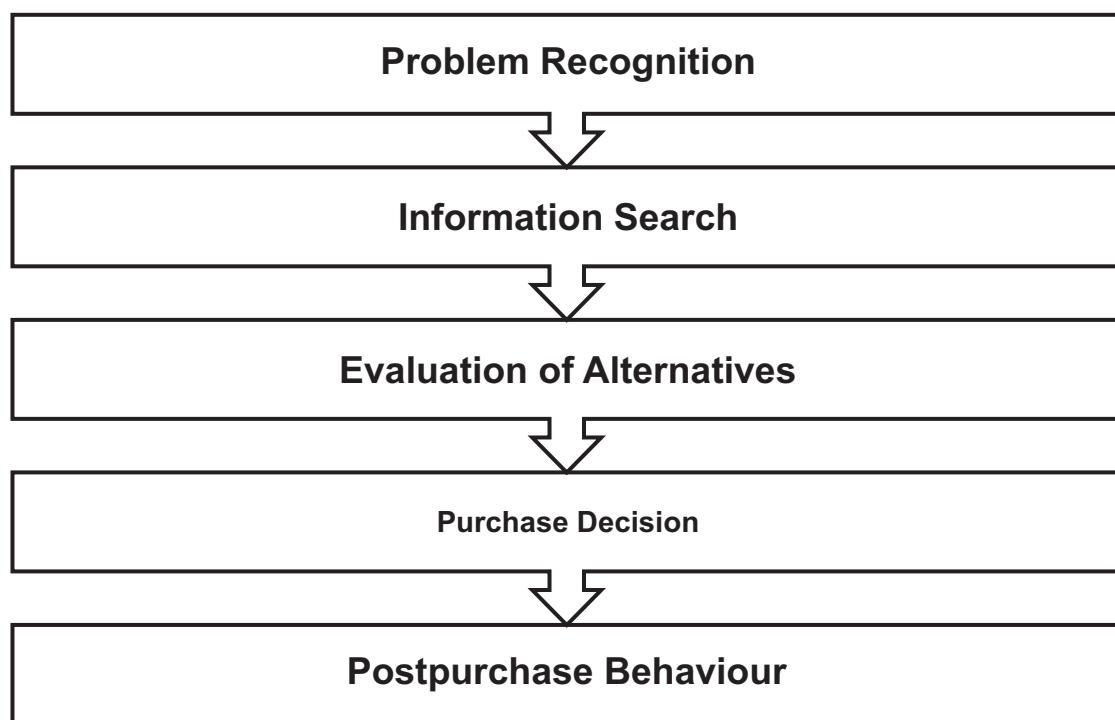 Problem Recognition
Information Search
Evaluation of Alternatives
Purchase Decision
Postpurchase Behaviour